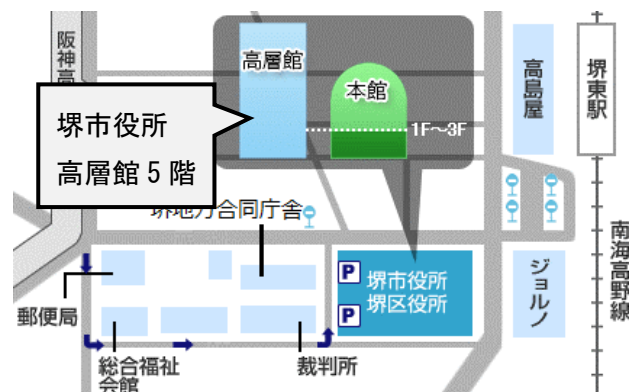 阪神高
高層館
本館
1F～3F
堺市役所
高層館５階
高島屋
堺東駅
堺地方合同庁舎
南海高野線
郵便局
P
堺市役所
堺区役所
P
ジョルノ
総合福祉
会館
裁判所